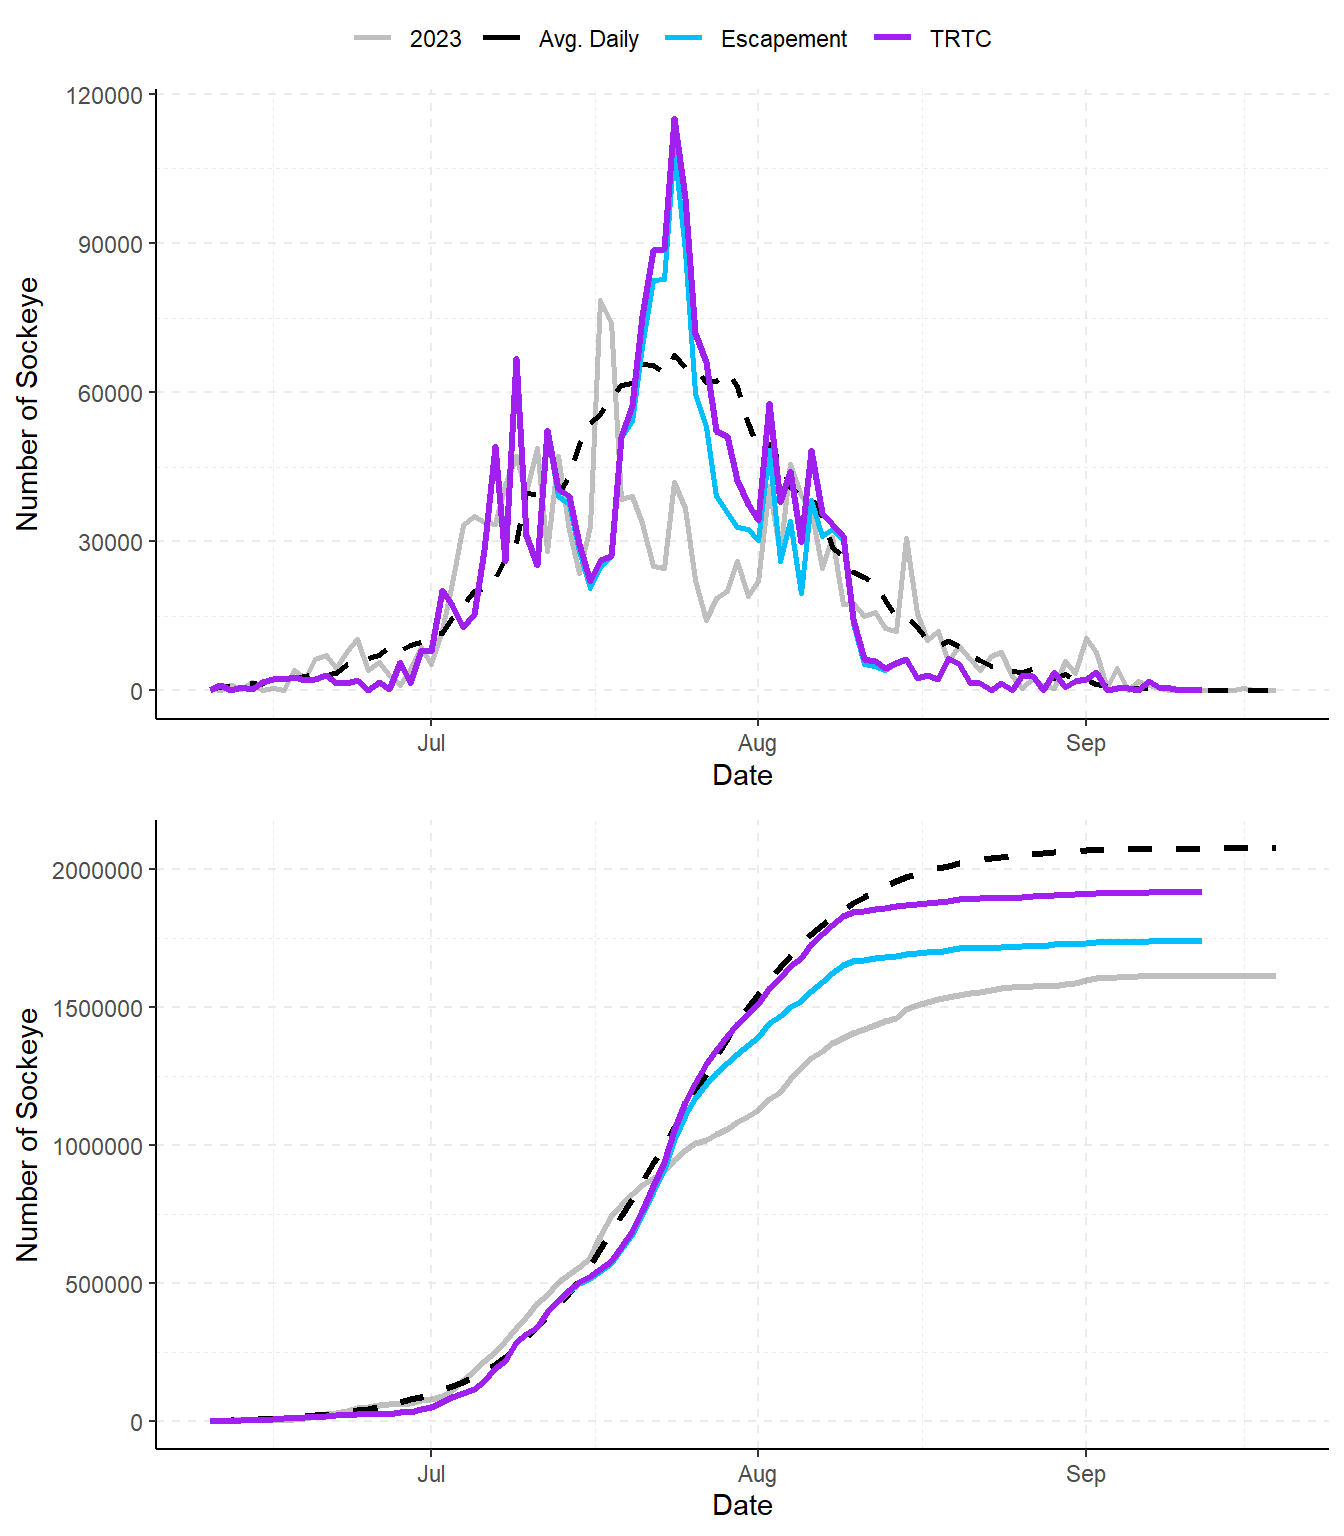 2023 Avg. Daily Escapement TRTC
120000
90000
60000
30000
0
Number of Sockeye
Jul Aug Sep
Date
2000000
1500000
1000000
500000
0
Number of Sockeye
Jul Aug Sep
Date